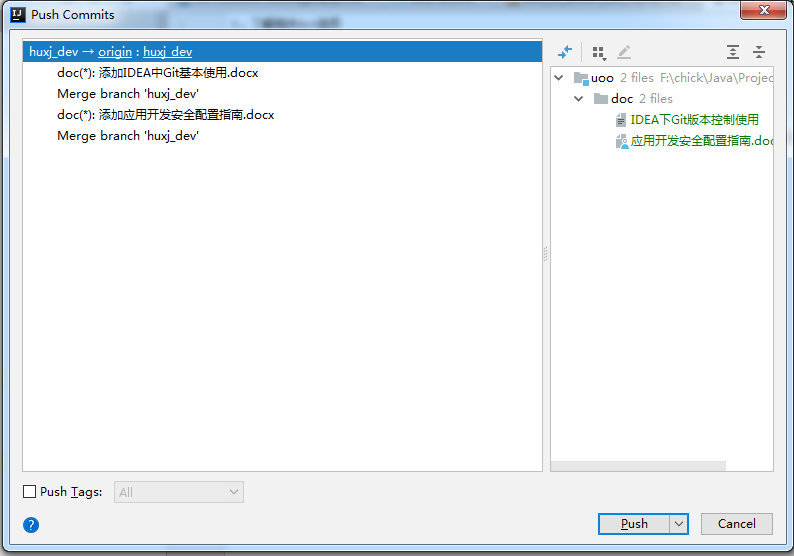 Push Commits
huxj_dev → origin : huxj_dev
doc(*): 添加IDEA中Git基本使用.docx
Merge branch 'huxj_dev'
doc(*): 添加应用开发安全配置指南.docx
Merge branch 'huxj_dev'
uoo 2 files F:\chick\Java\Projec
doc 2 files
IDEA下Git版本控制使用
应用开发安全配置指南.doc
Push Tags: All
? Push Cancel